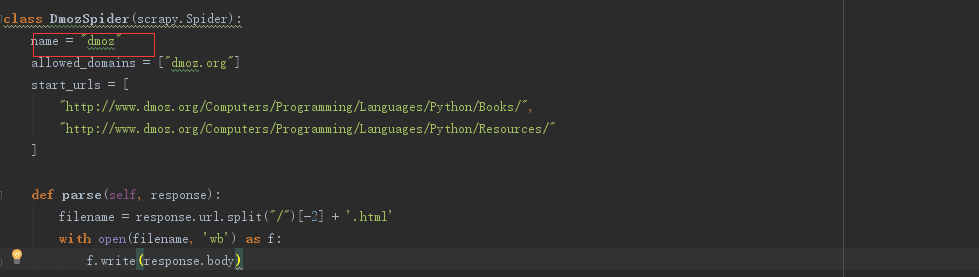 class DmozSpider(scrapy.Spider):
    name = "dmoz"
    allowed_domains = ["dmoz.org"]
    start_urls = [
        "http://www.dmoz.org/Computers/Programming/Languages/Python/Books/",
        "http://www.dmoz.org/Computers/Programming/Languages/Python/Resources/"
    ]
    def parse(self, response):
        filename = response.url.split("/")[-2] + '.html'
        with open(filename, 'wb') as f:
            f.write(response.body)